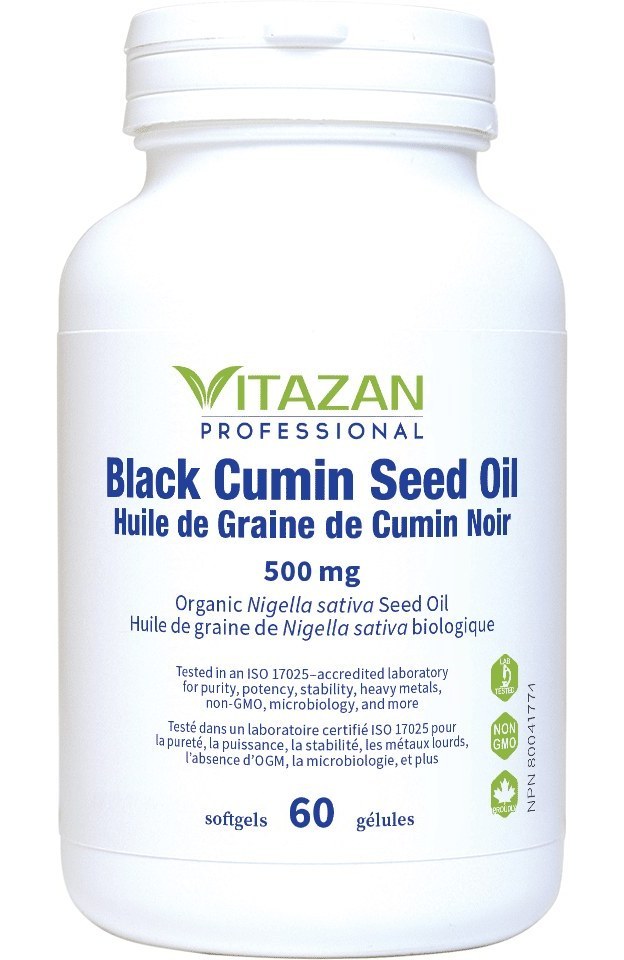 VITAZAN
PROFESSIONAL
Black Cumin Seed Oil
Huile de Graine de Cumin Noir
500 mg
Organic Nigella sativa Seed Oil
Huile de graine de Nigella sativa biologique
Tested in an ISO 17025–accredited laboratory
for purity, potency, stability, heavy metals,
non-GMO, microbiology, and more
Testé dans un laboratoire certifié ISO 17025 pour
la pureté, la puissance, la stabilité, les métaux lourds,
l’absence d’OGM, la microbiologie, et plus
softgels 60 gélules
LAB
TESTED
NON
GMO
PROUDLY
NPN 80041774